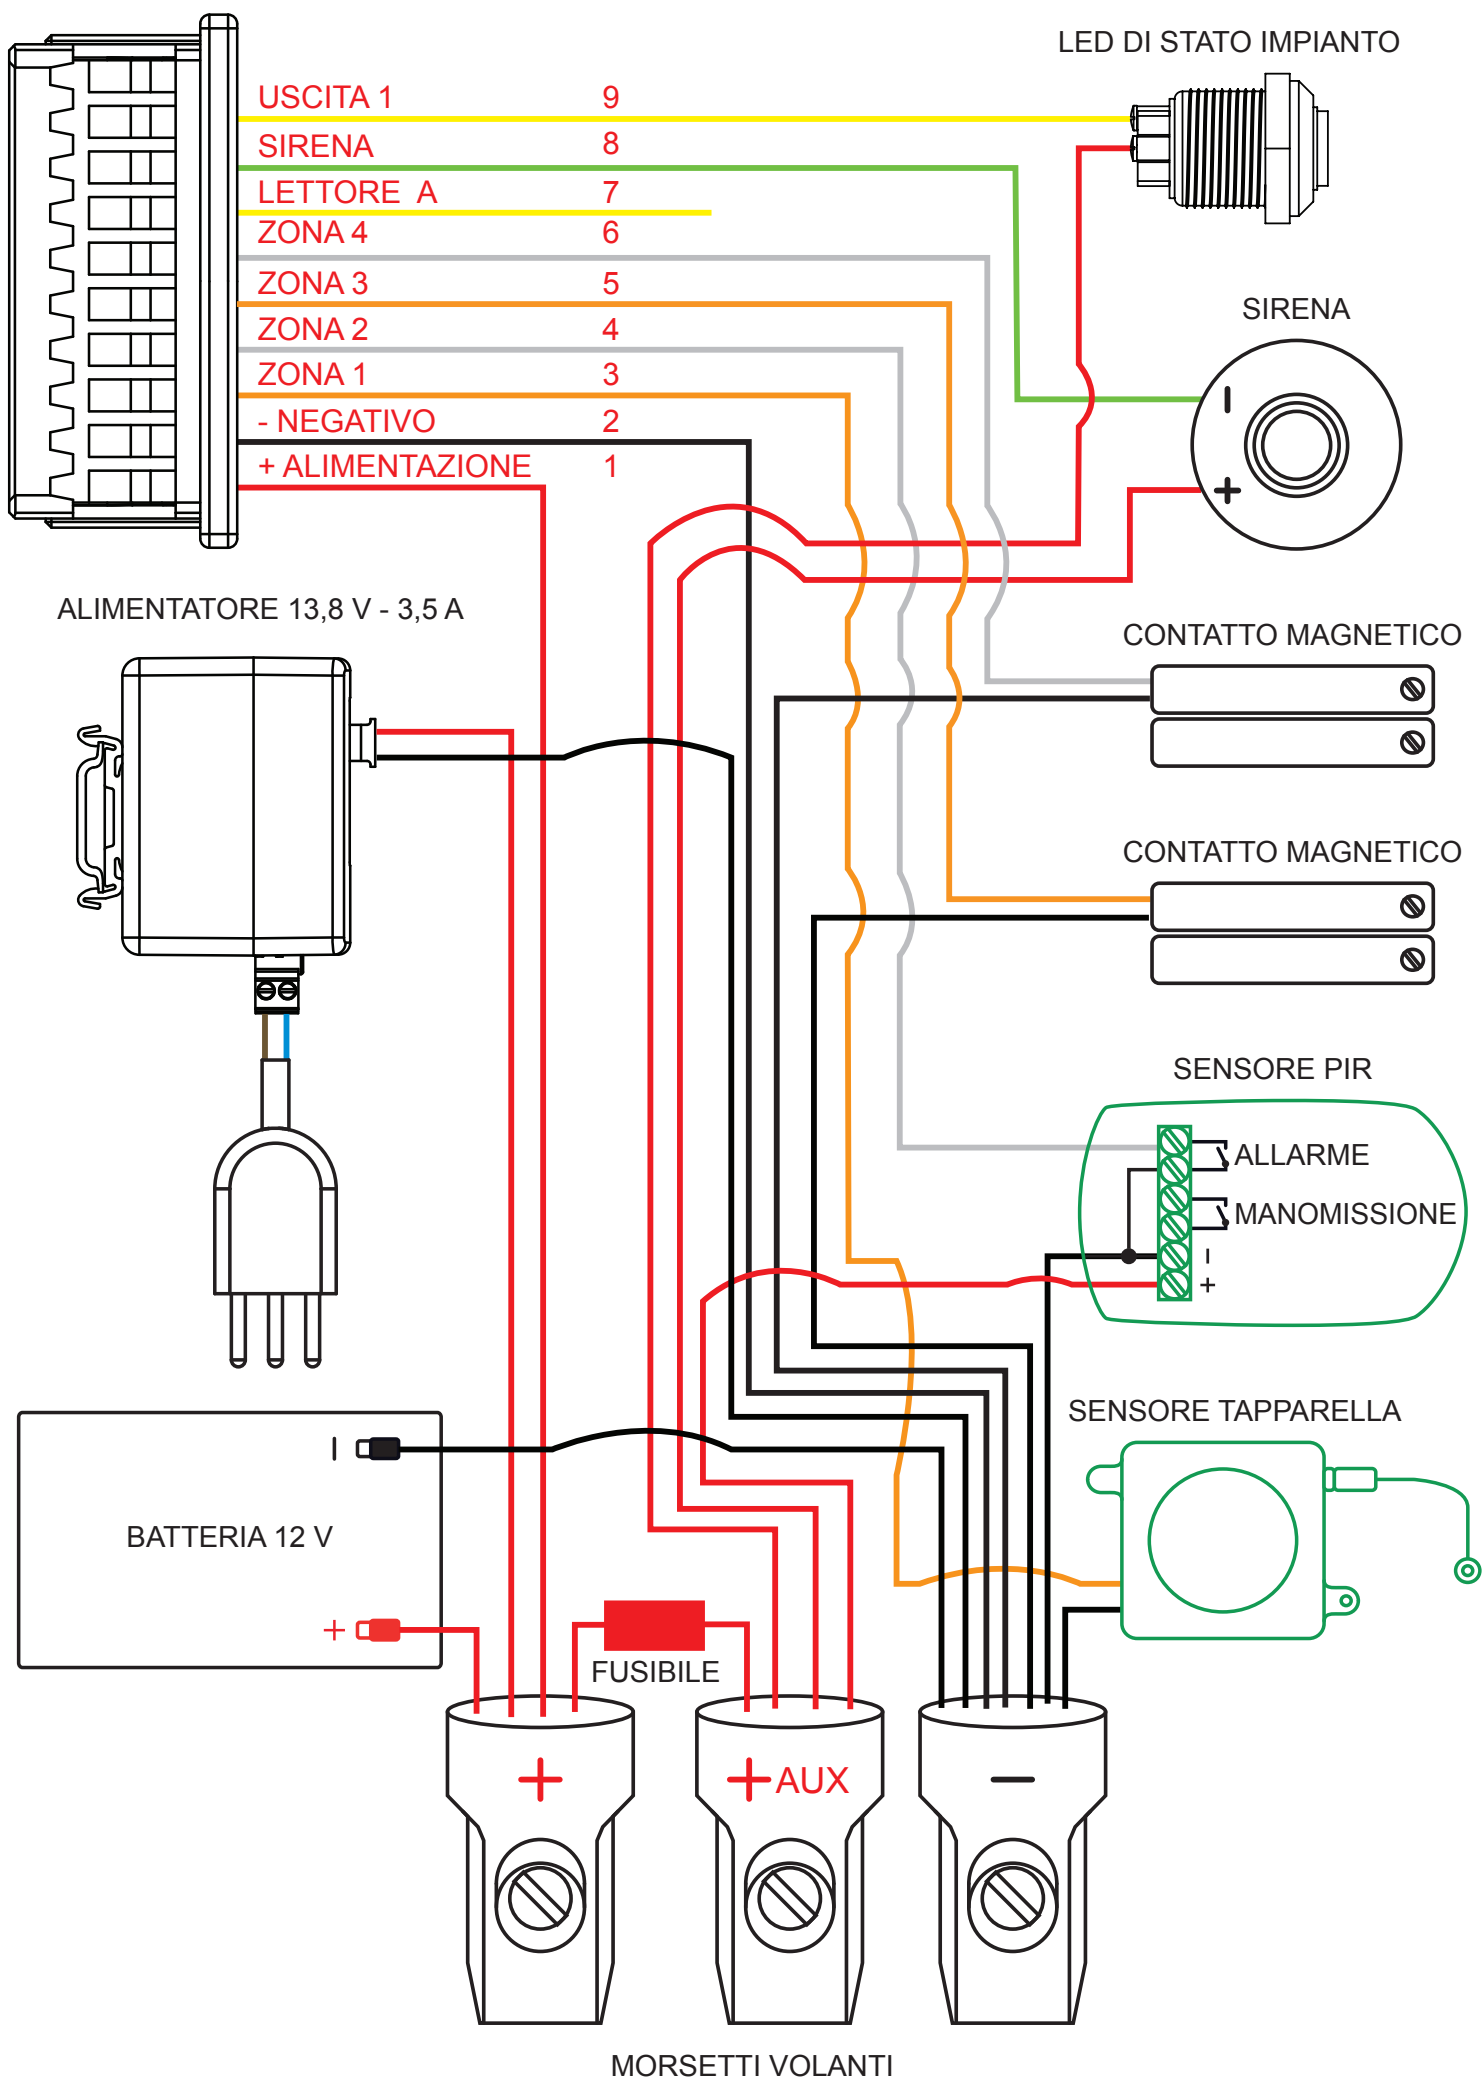 LED DI STATO IMPIANTO
USCITA 1 9
SIRENA 8
LETTORE A 7
ZONA 4 6
ZONA 3 5
ZONA 2 4
ZONA 1 3
- NEGATIVO 2
+ ALIMENTAZIONE 1
SIRENA
-
+
ALIMENTATORE 13,8 V - 3,5 A
CONTATTO MAGNETICO
CONTATTO MAGNETICO
SENSORE PIR
ALLARME
MANOMISSIONE
-
+
SENSORE TAPPARELLA
-
BATTERIA 12 V
+
FUSIBILE
+
+ AUX
-
MORSETTI VOLANTI